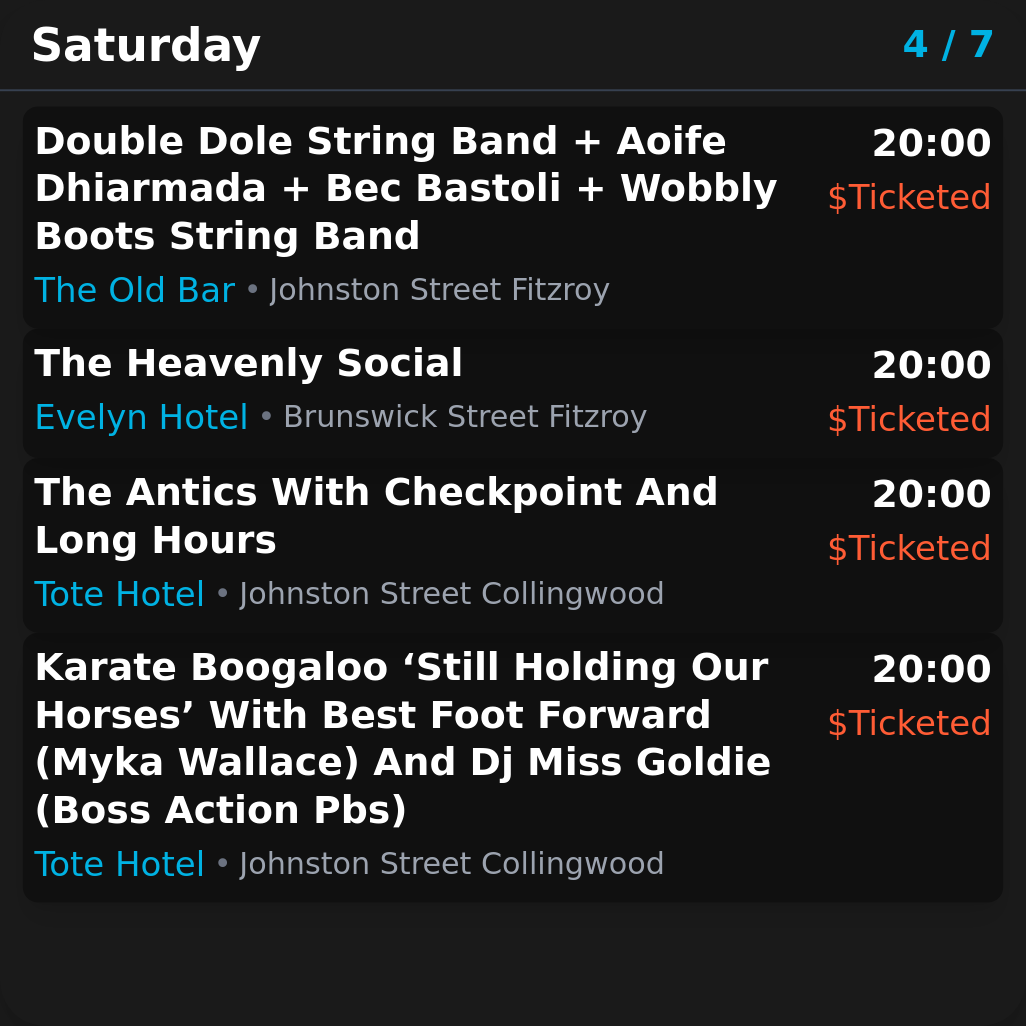 Saturday
4 / 7
Double Dole String Band + Aoife
Dhiarmada + Bec Bastoli + Wobbly
Boots String Band
20:00
$Ticketed
The Old Bar • Johnston Street Fitzroy
The Heavenly Social
20:00
Evelyn Hotel • Brunswick Street Fitzroy
$Ticketed
The Antics With Checkpoint And
Long Hours
20:00
$Ticketed
Tote Hotel • Johnston Street Collingwood
Karate Boogaloo ‘Still Holding Our
Horses’ With Best Foot Forward
(Myka Wallace) And Dj Miss Goldie
(Boss Action Pbs)
20:00
$Ticketed
Tote Hotel • Johnston Street Collingwood